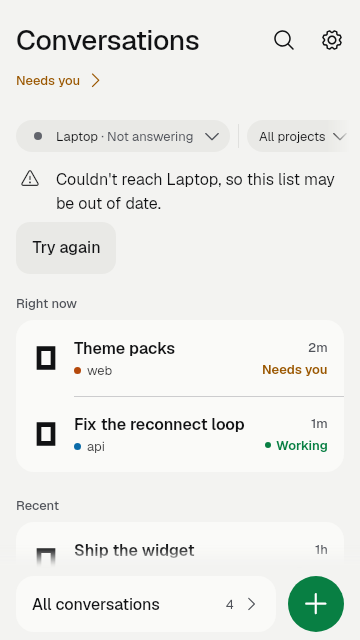 Conversations
Needs you
Laptop · Not answering
All projects
Couldn't reach Laptop, so this list may
be out of date.
Try again
Right now
Theme packs
2m
web
Needs you
Fix the reconnect loop
1m
api
Working
Recent
Ship the widget
1h
All conversations
4